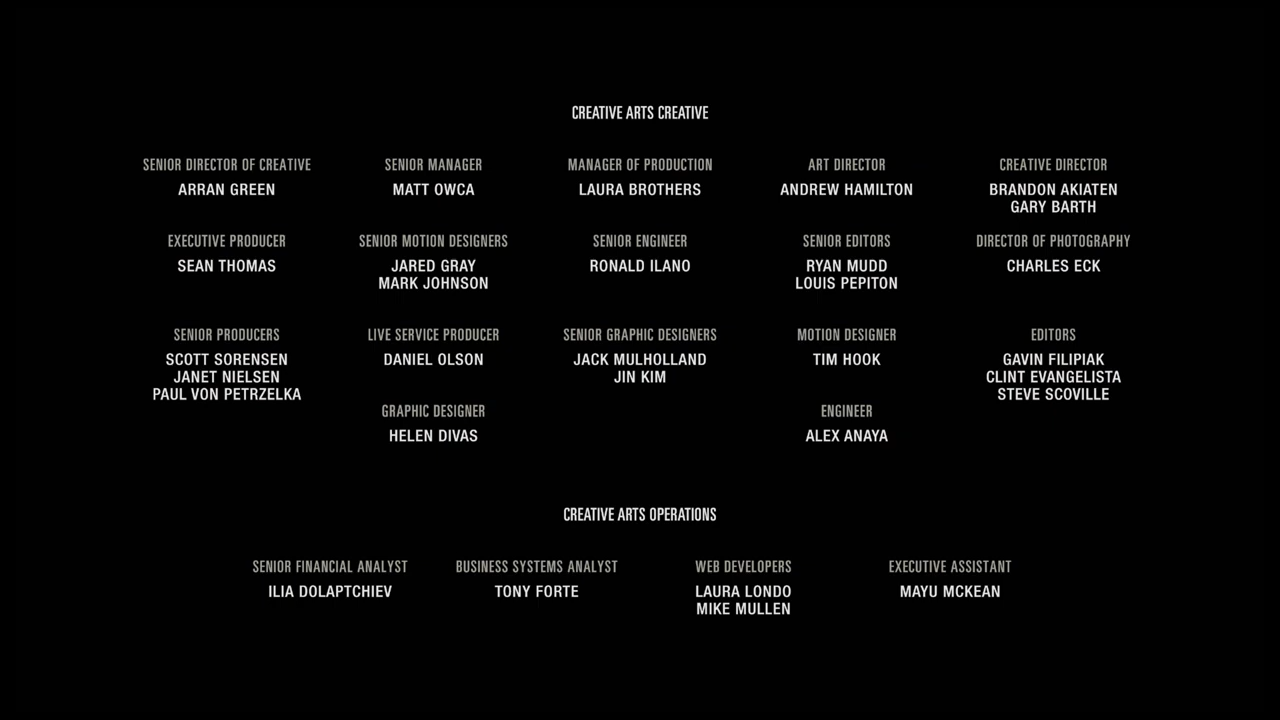 CREATIVE ARTS CREATIVE
SENIOR DIRECTOR OF CREATIVE
ARRAN GREEN
SENIOR MANAGER
MATT OWCA
MANAGER OF PRODUCTION
LAURA BROTHERS
ART DIRECTOR
ANDREW HAMILTON
CREATIVE DIRECTOR
BRANDON AKIATEN
GARY BARTH
EXECUTIVE PRODUCER
SEAN THOMAS
SENIOR MOTION DESIGNERS
JARED GRAY
MARK JOHNSON
SENIOR ENGINEER
RONALD ILANO
SENIOR EDITORS
RYAN MUDD
LOUIS PEPITON
DIRECTOR OF PHOTOGRAPHY
CHARLES ECK
SENIOR PRODUCERS
SCOTT SORENSEN
JANET NIELSEN
PAUL VON PETRZELKA
LIVE SERVICE PRODUCER
DANIEL OLSON
SENIOR GRAPHIC DESIGNERS
JACK MULHOLLAND
JIN KIM
MOTION DESIGNER
TIM HOOK
EDITORS
GAVIN FILIPIAK
CLINT EVANGELISTA
STEVE SCOVILLE
GRAPHIC DESIGNER
HELEN DIVAS
ENGINEER
ALEX ANAYA
CREATIVE ARTS OPERATIONS
SENIOR FINANCIAL ANALYST
ILIA DOLAPTCHIEV
BUSINESS SYSTEMS ANALYST
TONY FORTE
WEB DEVELOPERS
LAURA LONDO
MIKE MULLEN
EXECUTIVE ASSISTANT
MAYU MCKEAN